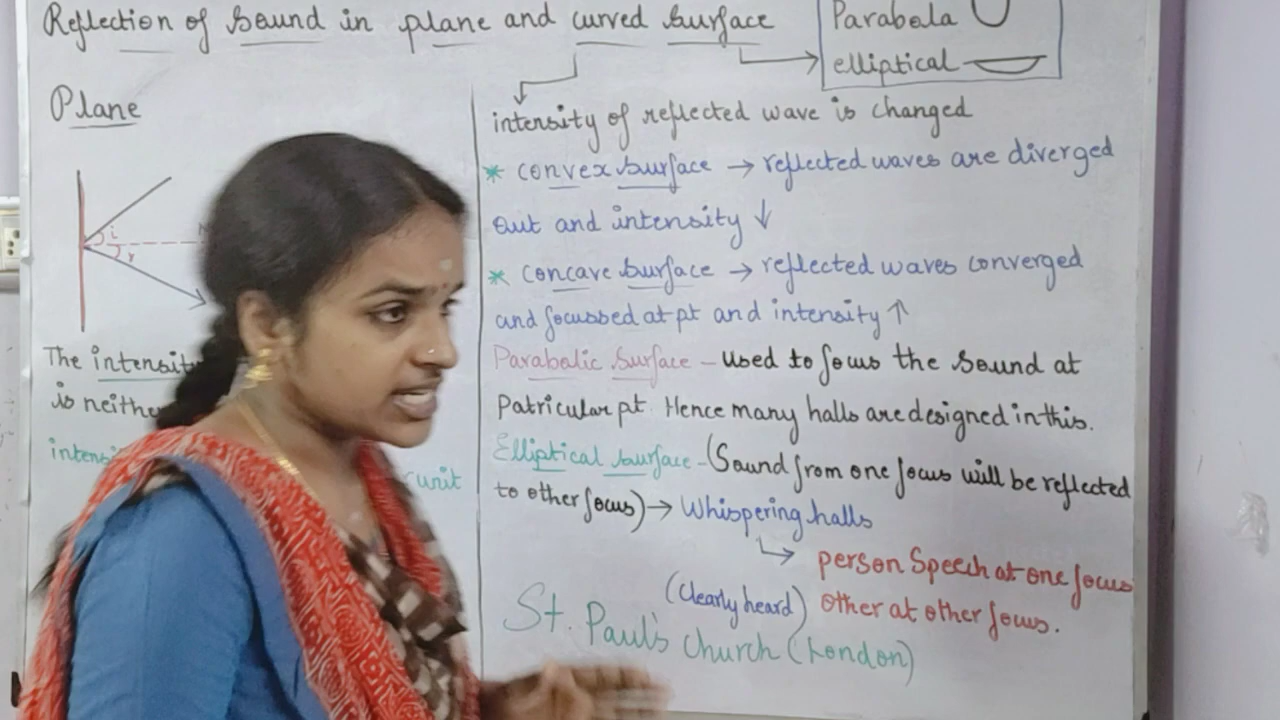 Reflection of sound in plane and curved surface
Parabola
elliptical
Plane
i
r
The intensit
is neithe
intensi
unit
intensity of reflected wave is changed
* convex surface → reflected waves are diverged
out and intensity ↓
* Concave surface → reflected waves converged
and focussed at pt and intensity ↑
Parabolic Surface - used to focus the sound at
Patricular pt. Hence many halls are designed in this.
Elliptical surface - (Sound from one focus will be reflected
to other focus) → Whispering halls
person Speech at one focus
(Clearly heard) other at other focus.
St. Paul's church (London)